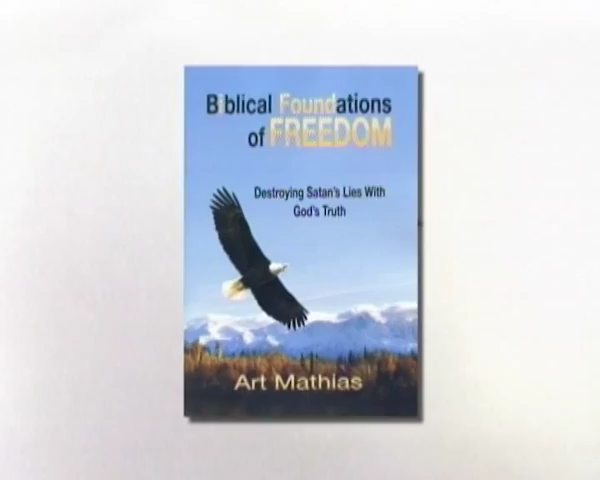 Biblical Foundations
of FREEDOM
Destroying Satan's Lies With
God's Truth
Art Mathias